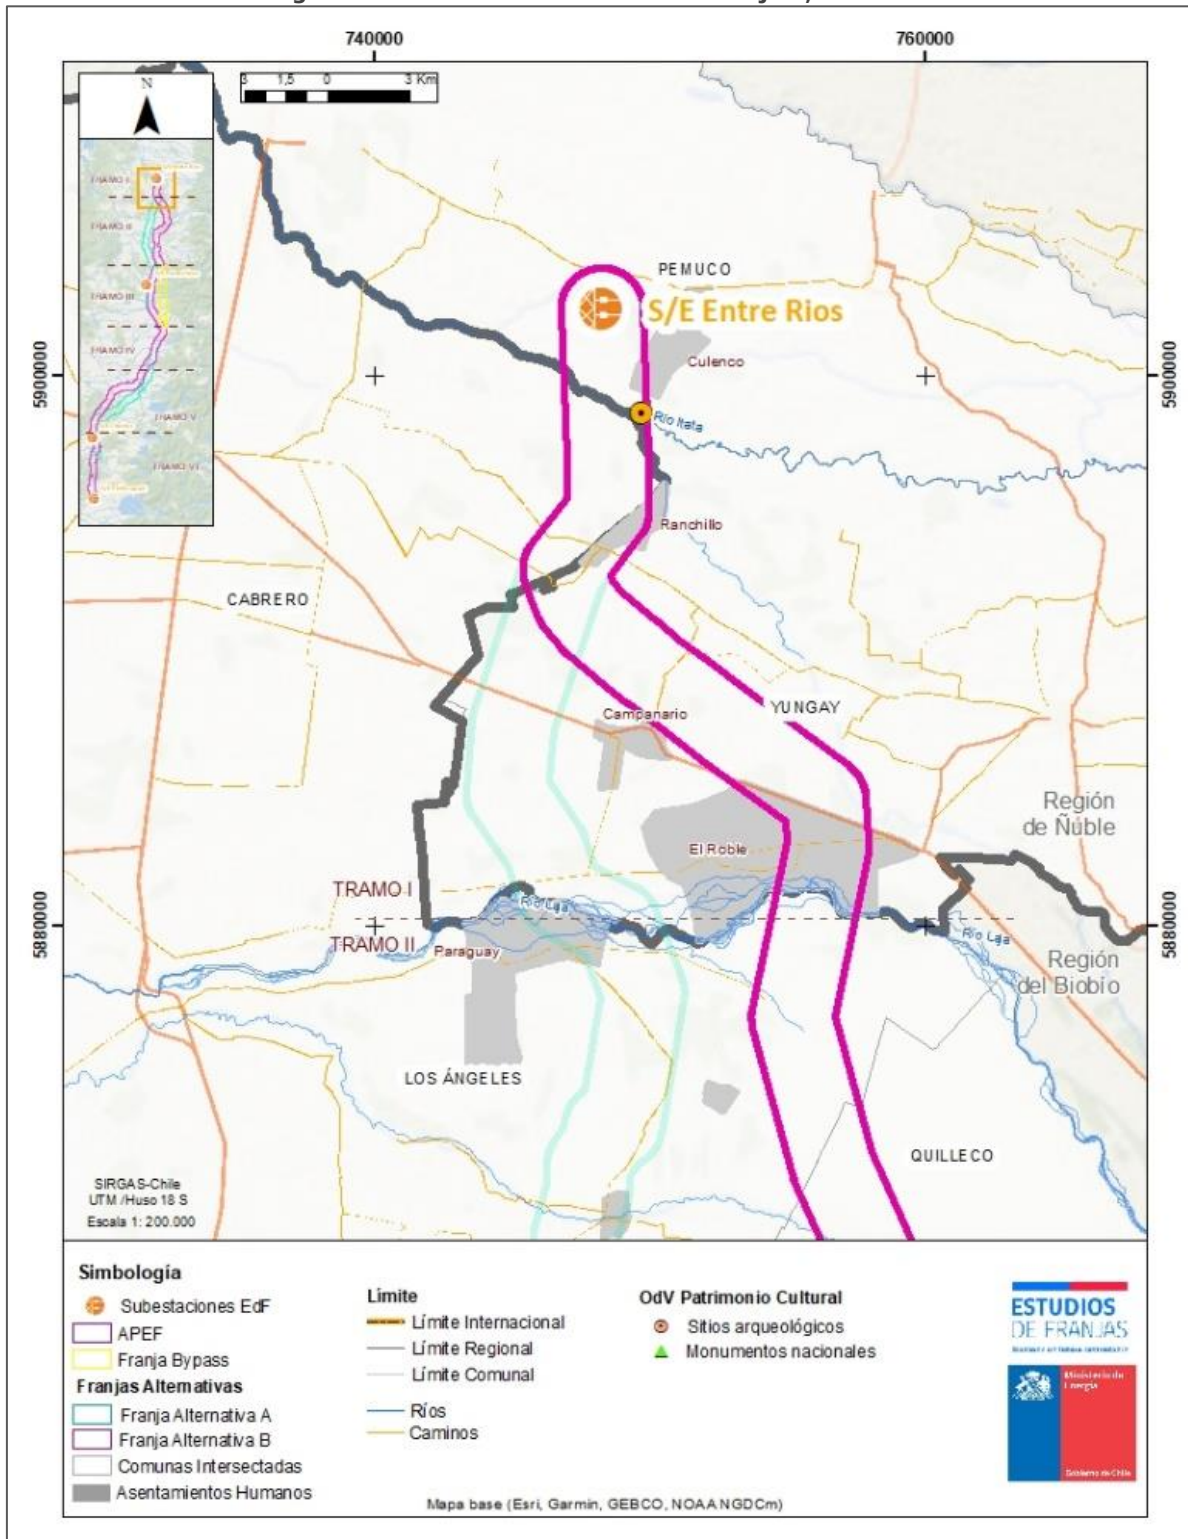 740000
760000
N
3 1,5 0 3 Km
TRAMO I
TRAMO II
TRAMO III
TRAMO IV
TRAMO V
TRAMO VI
PEMUCO
S/E Entre Rios
5900000
5900000
Culenco
Río Itata
Ranchillo
CABRERO
Campanario
YUNGAY
Región
de Ñuble
El Roble
TRAMO I
Río Laja
5880000
5880000
TRAMO II
Paraguay
Río Laja
Región
del Biobío
LOS ÁNGELES
QUILLECO
SIRGAS-Chile
UTM /Huso 18 S
Escala 1: 200.000
Simbología
Subestaciones EdF
APEF
Franja Bypass
Franjas Alternativas
Franja Alternativa A
Franja Alternativa B
Comunas Intersectadas
Asentamientos Humanos
Límite
Límite Internacional
Límite Regional
Límite Comunal
Ríos
Caminos
OdV Patrimonio Cultural
Sitios arqueológicos
Monumentos nacionales
ESTUDIOS
DE FRANJAS
Ministerio de
Energía
Gobierno de Chile
Mapa base (Esri, Garmin, GEBCO, NOAA NGDCm)